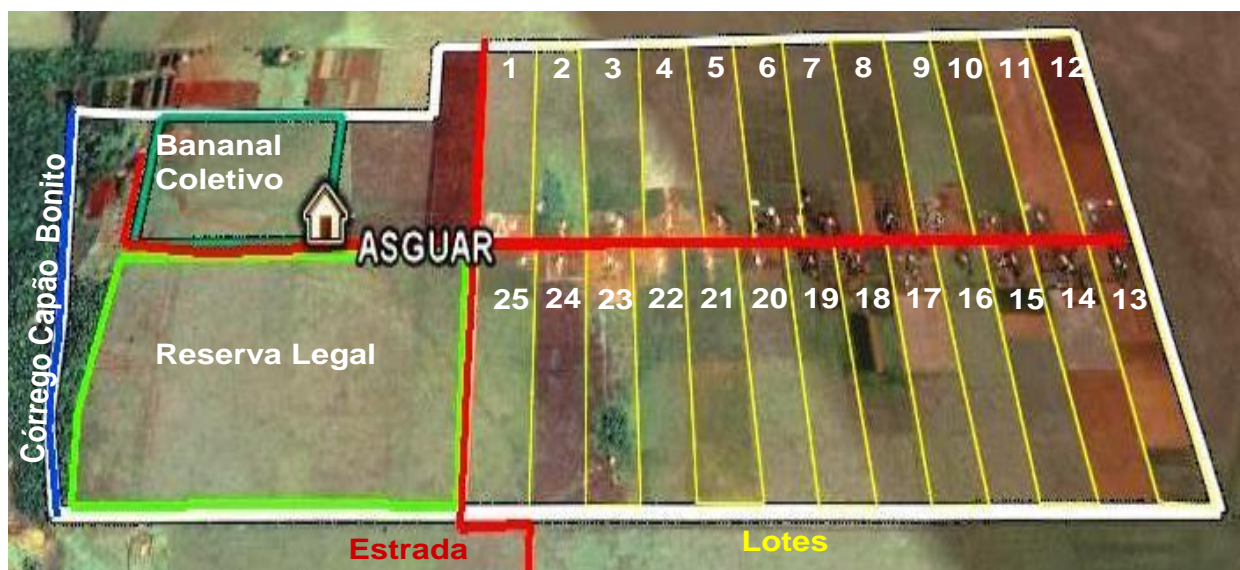 1 2 3 4 5 6 7 8 9 10 11 12
Bananal
Coletivo
Córrego Capão Bonito
ASGUAR
25 24 23 22 21 20 19 18 17 16 15 14 13
Reserva Legal
Estrada
Lotes